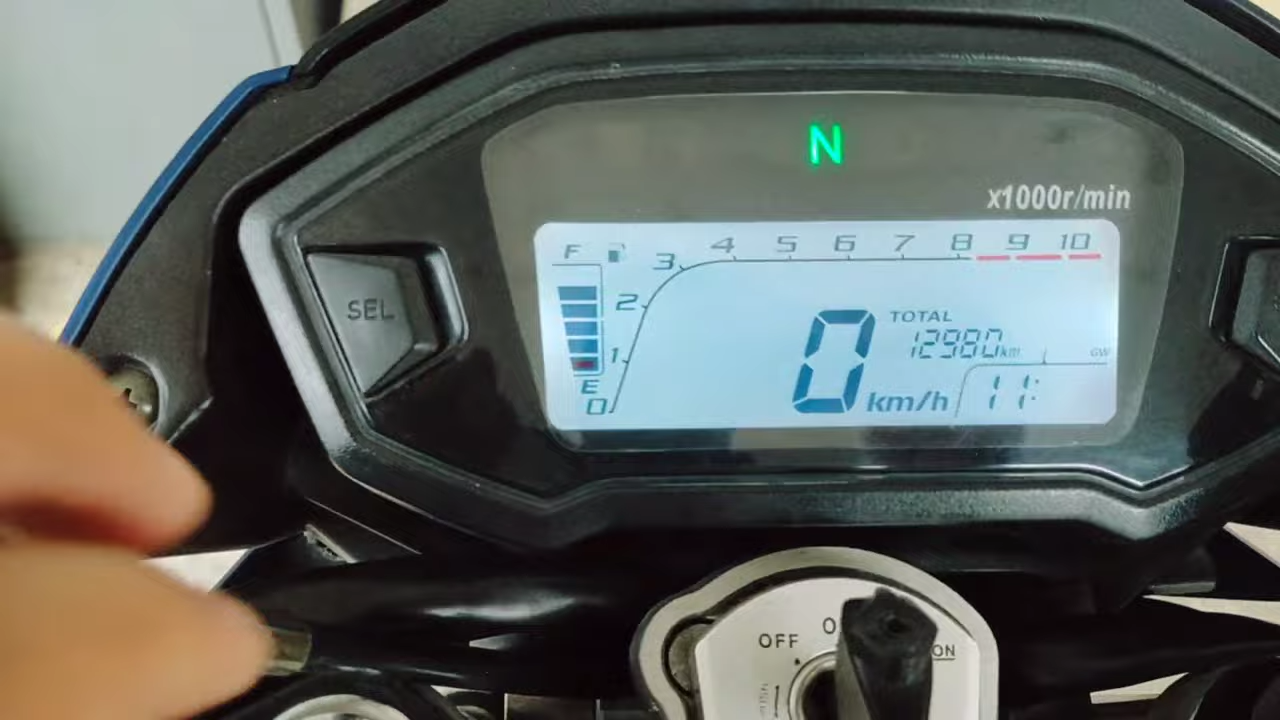 N
x1000r/min
F 3 4 5 6 7 8 9 10
2
SEL
1
E
0
0 km/h
TOTAL
12980km
GW
11:
OFF
ON